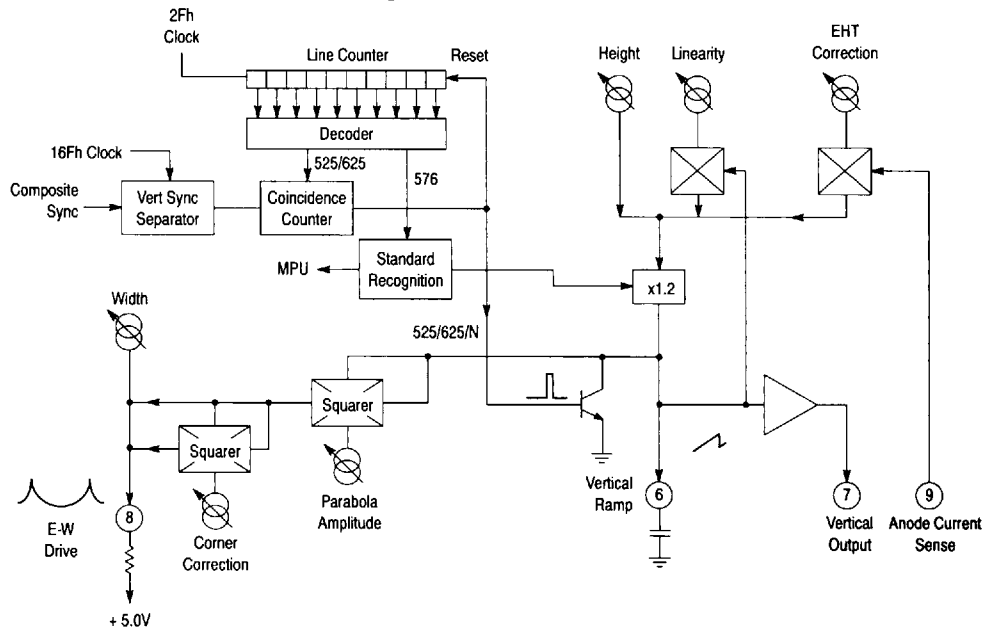 2Fh
Clock
Line Counter
Reset
Height
Linearity
EHT
Correction
Decoder
16Fh Clock
525/625
576
Composite
Sync
Vert Sync
Separator
Coincidence
Counter
MPU
Standard
Recognition
x1.2
Width
525/625/N
Squarer
Squarer
Parabola
Amplitude
Vertical
Ramp
6
7
9
Vertical
Output
Anode Current
Sense
8
E-W
Drive
Corner
Correction
+ 5.0V